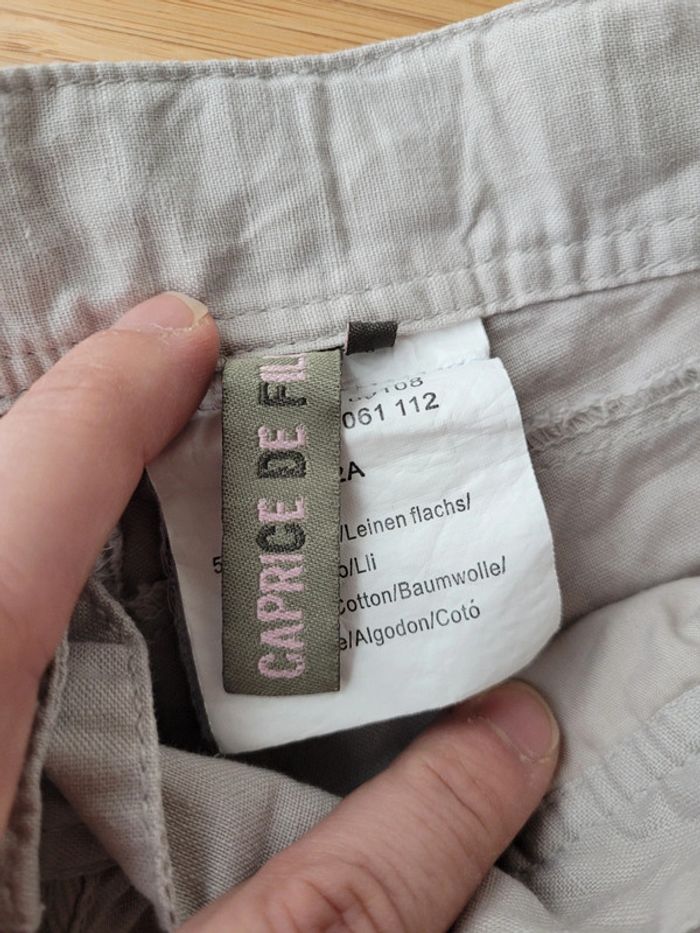 CAPRICE DE FIL
061 112
2A
/Leinen flachs/
5
o/Lli
Cotton/Baumwolle/
e/Algodon/Cotó